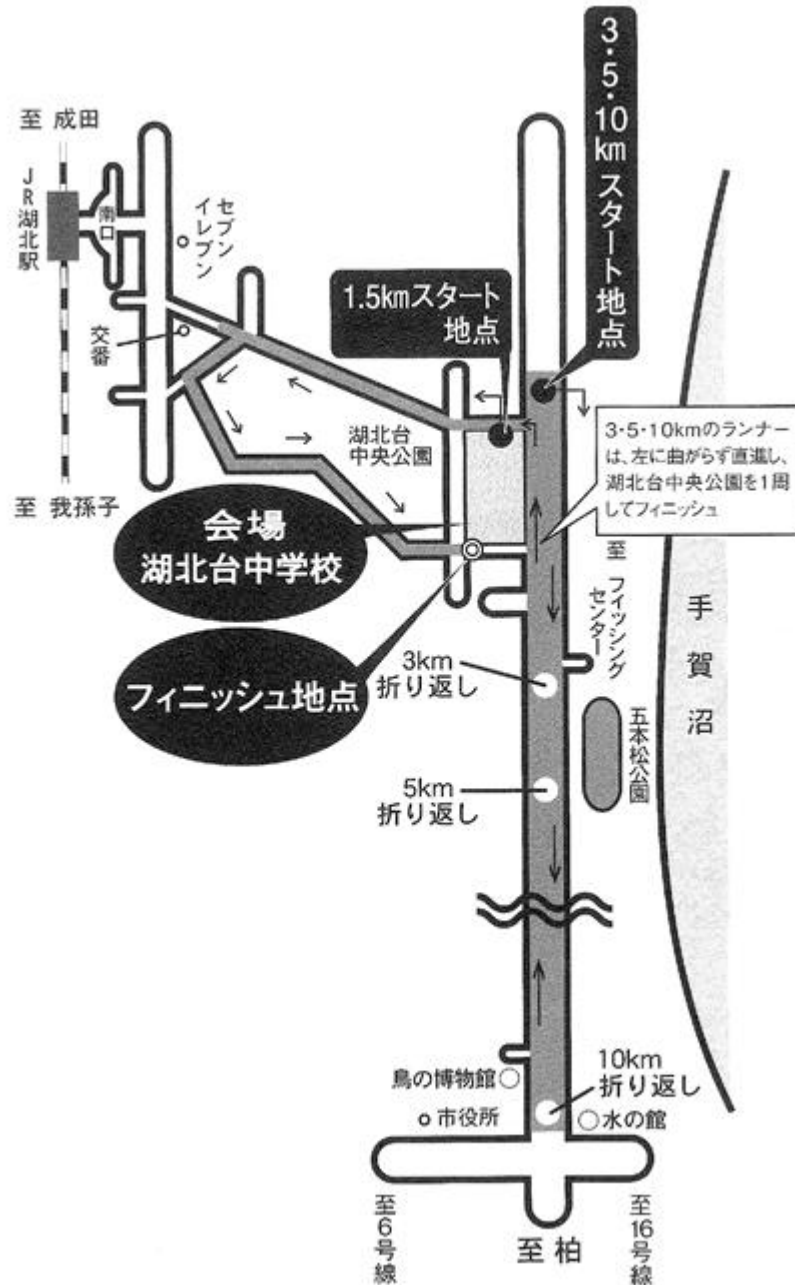 3・5・10kmスタート地点
至 成田
JR湖北駅
南口
セブン
イレブン
1.5kmスタート
地点
交番
湖北台
中央公園
3・5・10kmのランナー
は、左に曲がらず直進し、
湖北台中央公園を1周
してフィニッシュ
至 我孫子
会場
湖北台中学校
至 フィッシング
センター
手賀沼
フィニッシュ地点
3km
折り返し
五本松公園
5km
折り返し
10km
折り返し
鳥の博物館
市役所
水の館
至6号線
至柏
至16号線